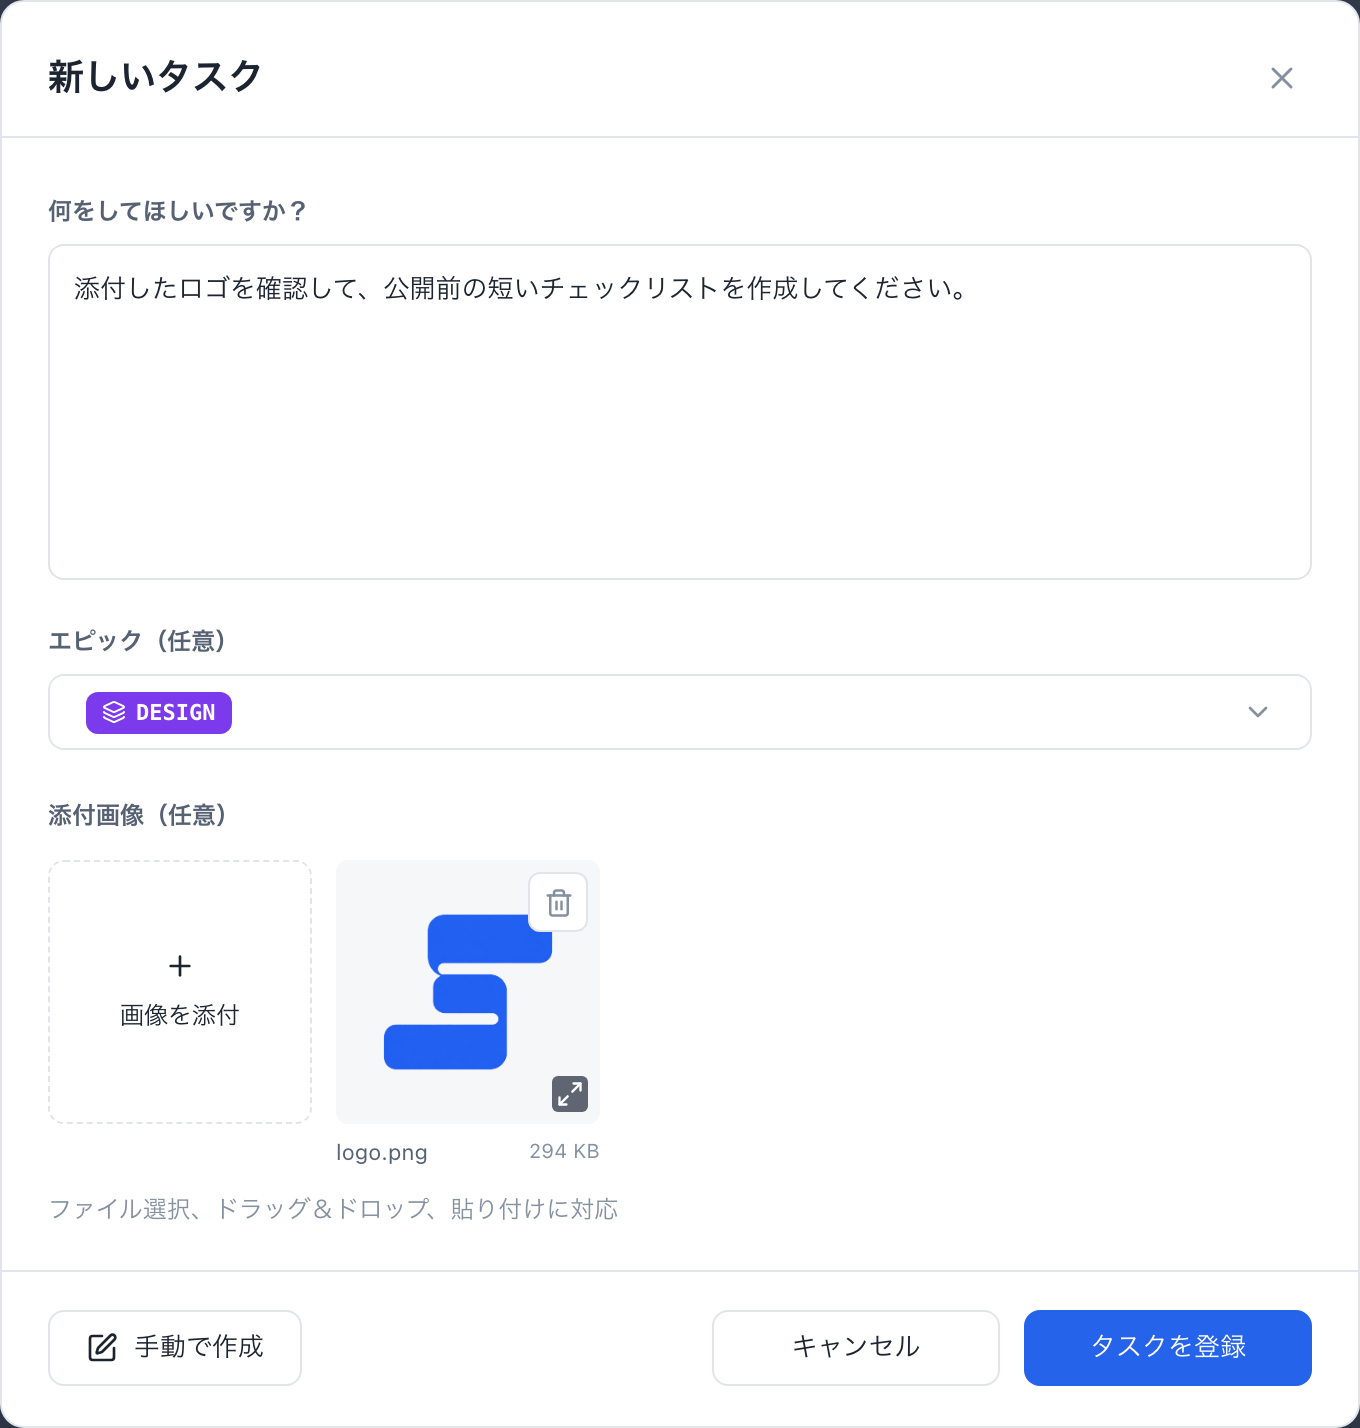 新しいタスク
何をしてほしいですか？
添付したロゴを確認して、公開前の短いチェックリストを作成してください。
エピック（任意）
DESIGN
添付画像（任意）
画像を添付
logo.png 294 KB
ファイル選択、ドラッグ＆ドロップ、貼り付けに対応
手動で作成 キャンセル タスクを登録